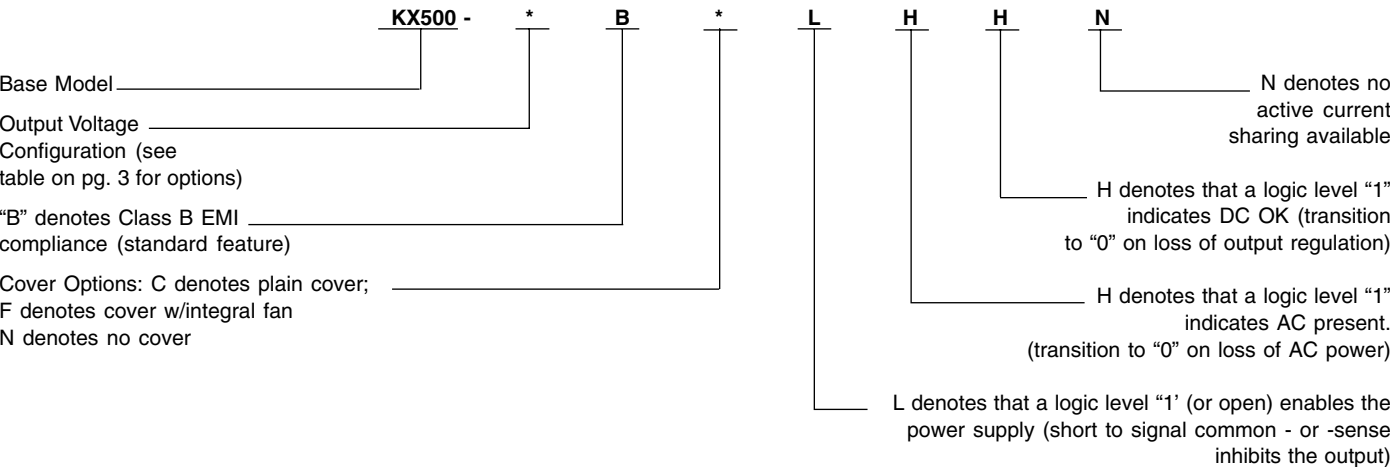 KX500 - * B * L H H N
Base Model
Output Voltage
Configuration (see
table on pg. 3 for options)
“B” denotes Class B EMI
compliance (standard feature)
Cover Options: C denotes plain cover;
F denotes cover w/integral fan
N denotes no cover
N denotes no
active current
sharing available
H denotes that a logic level “1”
indicates DC OK (transition
to “0” on loss of output regulation)
H denotes that a logic level “1”
indicates AC present.
(transition to “0” on loss of AC power)
L denotes that a logic level “1’ (or open) enables the
power supply (short to signal common - or -sense
inhibits the output)